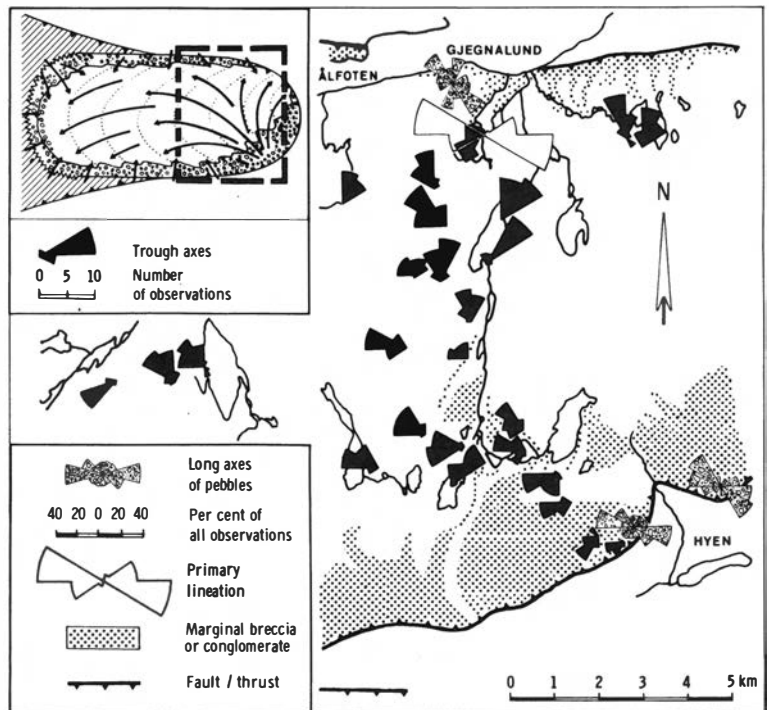 GJEGNALUND
ÅLFOTEN
N
Trough axes
0 5 10
Number
of observations
Long axes
of pebbles
40 20 0 20 40
Per cent of
all observations
Primary
lineation
Marginal breccia
or conglomerate
Fault / thrust
HYEN
0 1 2 3 4 5 km